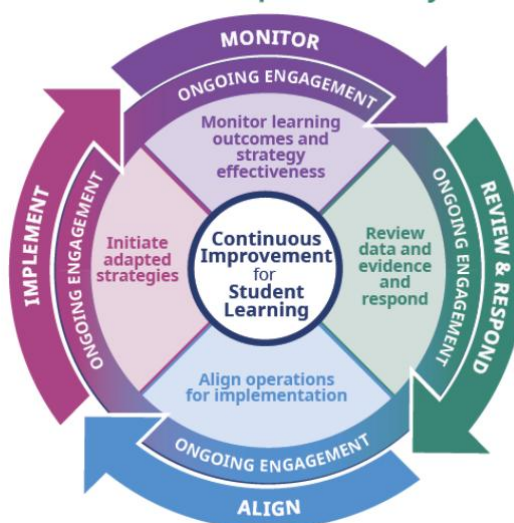 MONITOR
ONGOING ENGAGEMENT
Monitor learning
outcomes and
strategy
effectiveness
REVIEW & RESPOND
ONGOING ENGAGEMENT
Review
data and
evidence
and
respond
ALIGN
ONGOING ENGAGEMENT
Align operations
for implementation
IMPLEMENT
ONGOING ENGAGEMENT
Initiate
adapted
strategies
Continuous
Improvement
for
Student
Learning